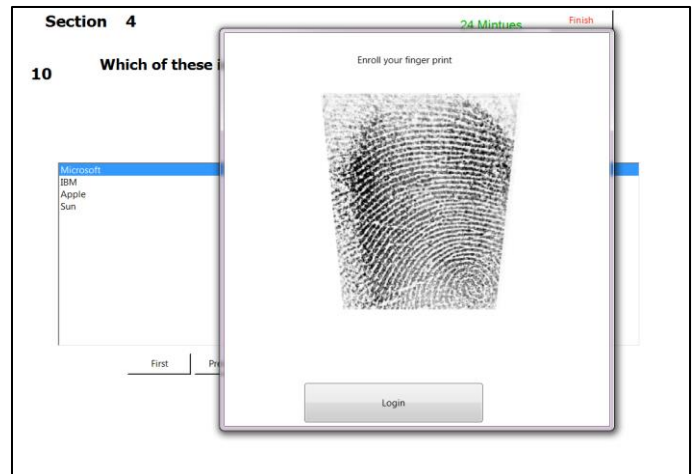 Section 4
24 Mintues
Finish
10
Which of these
Enroll your finger print
Microsoft
IBM
Apple
Sun
First
Login